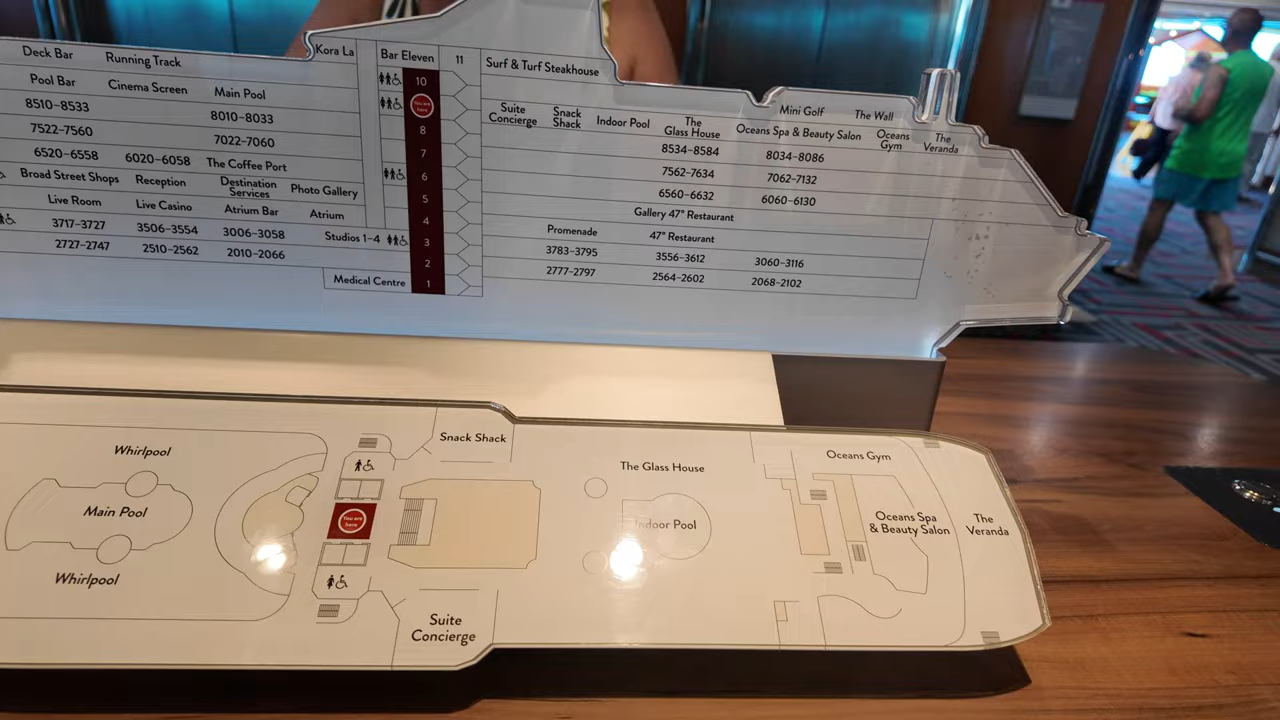 Deck Bar Running Track Kora La Bar Eleven 11 Surf & Turf Steakhouse
Pool Bar Cinema Screen Main Pool 10 Mini Golf The Wall
8510–8533 8010–8033 You are here Suite Concierge Snack Shack Indoor Pool The Glass House Oceans Spa & Beauty Salon Oceans Gym The Veranda
7522–7560 7022–7060 8 8534–8584 8034–8086
6520–6558 6020–6058 The Coffee Port 7 7562–7634 7062–7132
Broad Street Shops Reception Destination Services Photo Gallery 6 6560–6632 6060–6130
Live Room Live Casino Atrium Bar Atrium 5 Gallery 47° Restaurant
3717–3727 3506–3554 3006–3058 Studios 1–4 4 Promenade 47° Restaurant
2727–2747 2510–2562 2010–2066 3 3783–3795 3556–3612 3060–3116
2 2777–2797 2564–2602 2068–2102
Medical Centre 1
Whirlpool
Main Pool
Whirlpool
You are here
Snack Shack
Suite
Concierge
The Glass House
Indoor Pool
Oceans Gym
Oceans Spa
& Beauty Salon
The
Veranda